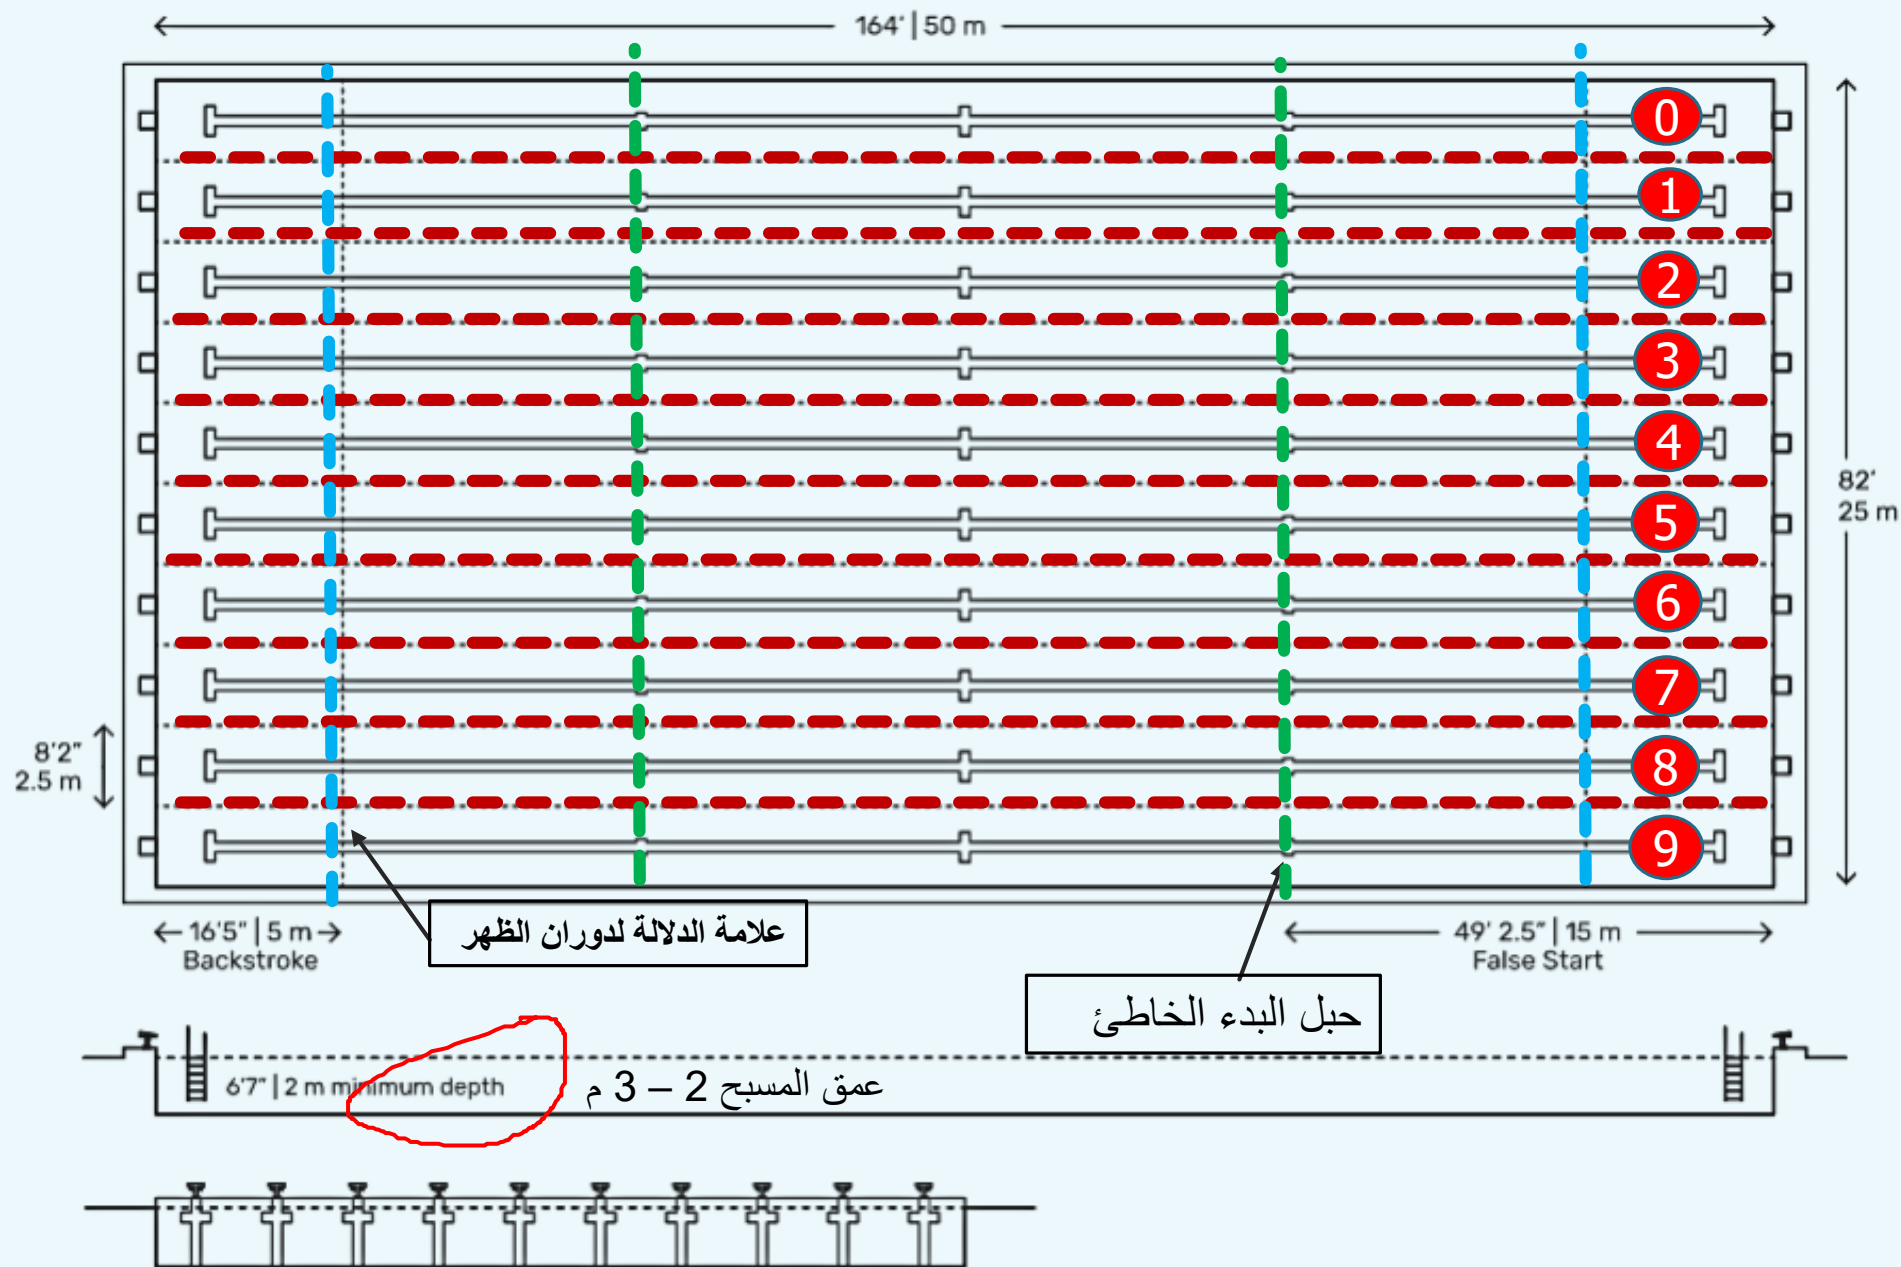 164' | 50 m
0
1
2
3
4
5
6
7
8
9
82'
25 m
8'2"
2.5 m
16'5" | 5 m
Backstroke
علامة الدلالة لدوران الظهر
49' 2.5" | 15 m
False Start
حبل البدء الخاطئ
6'7" | 2 m minimum depth
عمق المسبح 2 – 3 م